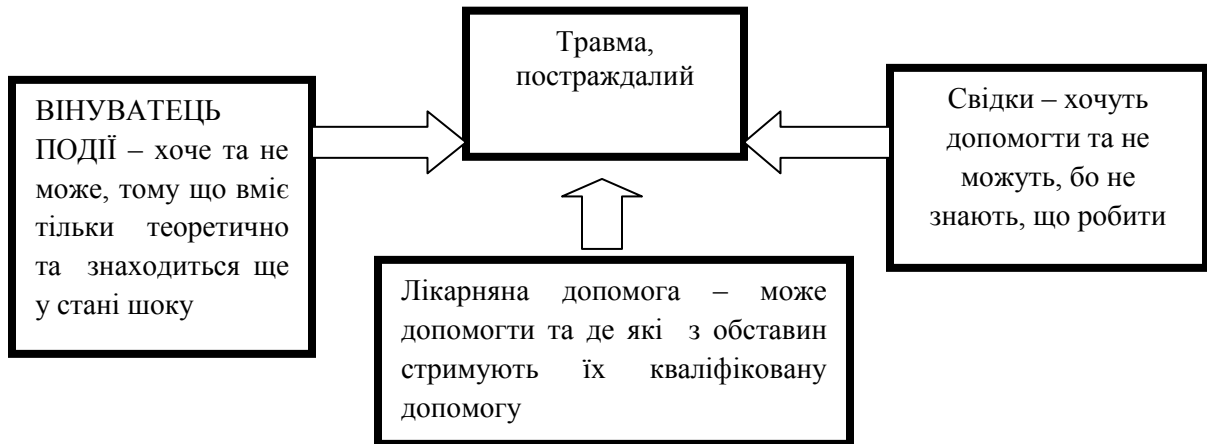 Травма,
постраждалий
ВІНУВАТЕЦЬ
ПОДІЇ – хоче та не
може, тому що вміє
тільки теоретично
та знаходиться ще
у стані шоку
Свідки – хочуть
допомогти та не
можуть, бо не
знають, що робити
Лікарняна допомога – може
допомогти та де які з обставин
стримують їх кваліфіковану
допомогу